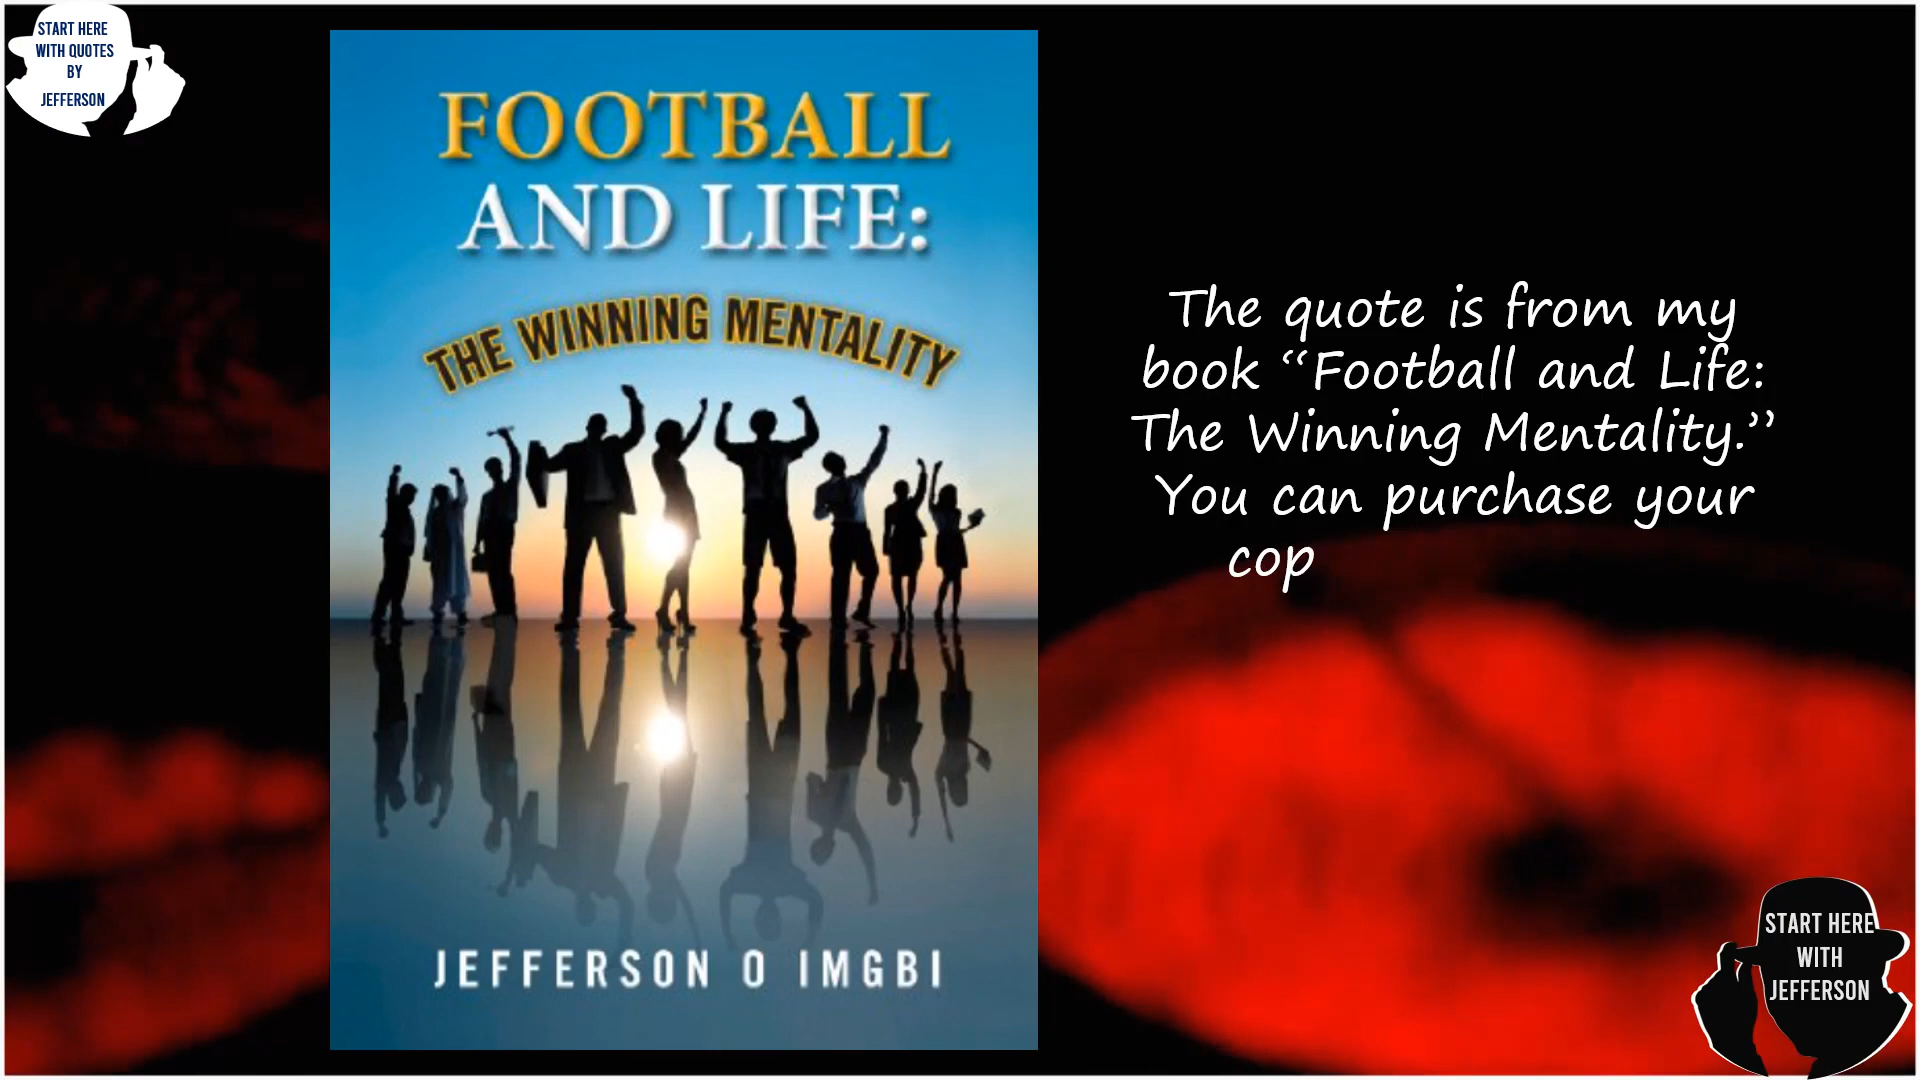 START HERE
WITH QUOTES
BY
JEFFERSON
FOOTBALL
AND LIFE:
THE WINNING MENTALITY
JEFFERSON O IMGBI
The quote is from my
book “Football and Life:
The Winning Mentality.”
You can purchase your
cop
START HERE
WITH
JEFFERSON